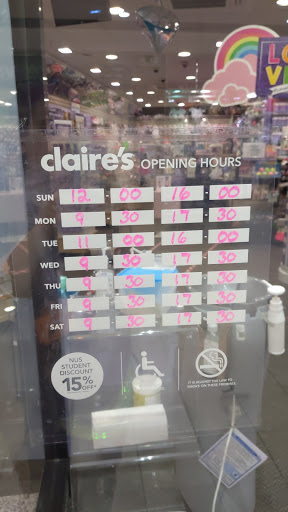 LO
VE
claire's OPENING HOURS
SUN 12 00 16 00
MON 9 30 17 30
TUE 11 00 16 00
WED 9 30 17 30
THU 9 30 17 30
FRI 9 30 17 30
SAT 9 30 17 30
NUS
STUDENT
DISCOUNT
15% OFF*
IT IS AGAINST THE LAW TO
SMOKE ON THESE PREMISES